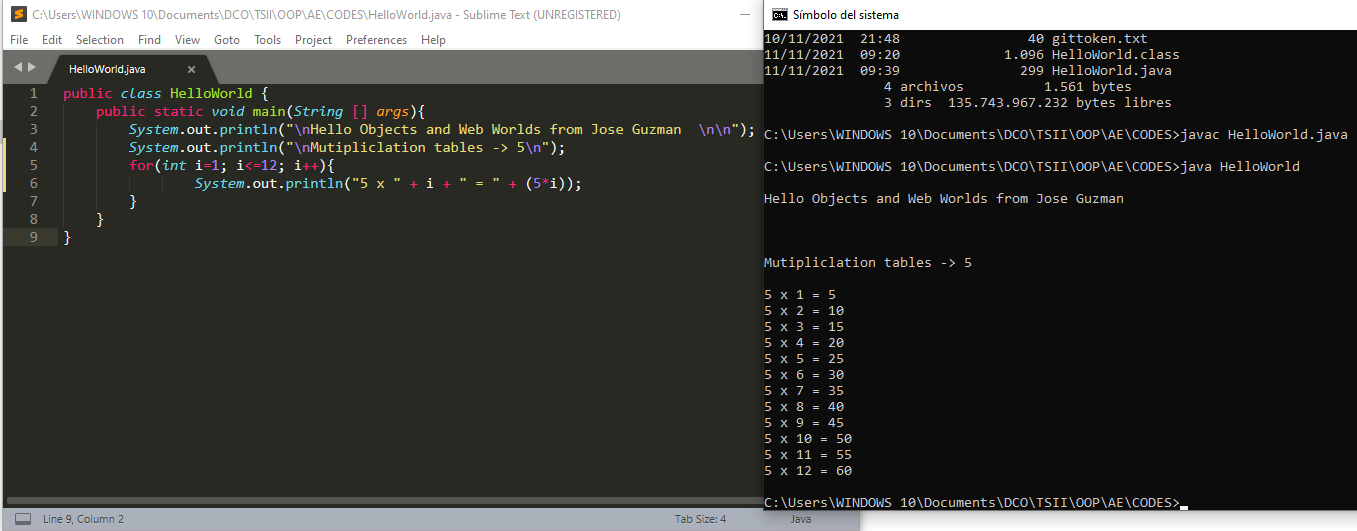 C:\Users\WINDOWS 10\Documents\DCO\TSII\OOP\AE\CODES\HelloWorld.java - Sublime Text (UNREGISTERED)
File Edit Selection Find View Goto Tools Project Preferences Help
HelloWorld.java ×
1 public class HelloWorld {
2 public static void main(String [] args){
3 System.out.println("\nHello Objects and Web Worlds from Jose Guzman  \n\n");
4 System.out.println("\nMutipliclation tables -> 5\n");
5 for(int i=1; i<=12; i++){
6 System.out.println("5 x " + i + " = " + (5*i));
7 }
8 }
9 }
Line 9, Column 2
Tab Size: 4
Java
Símbolo del sistema
10/11/2021  21:48                40 gittoken.txt
11/11/2021  09:20             1.096 HelloWorld.class
11/11/2021  09:39               299 HelloWorld.java
4 archivos          1.561 bytes
3 dirs  135.743.967.232 bytes libres
C:\Users\WINDOWS 10\Documents\DCO\TSII\OOP\AE\CODES>javac HelloWorld.java
C:\Users\WINDOWS 10\Documents\DCO\TSII\OOP\AE\CODES>java HelloWorld
Hello Objects and Web Worlds from Jose Guzman
Mutipliclation tables -> 5
5 x 1 = 5
5 x 2 = 10
5 x 3 = 15
5 x 4 = 20
5 x 5 = 25
5 x 6 = 30
5 x 7 = 35
5 x 8 = 40
5 x 9 = 45
5 x 10 = 50
5 x 11 = 55
5 x 12 = 60
C:\Users\WINDOWS 10\Documents\DCO\TSII\OOP\AE\CODES>